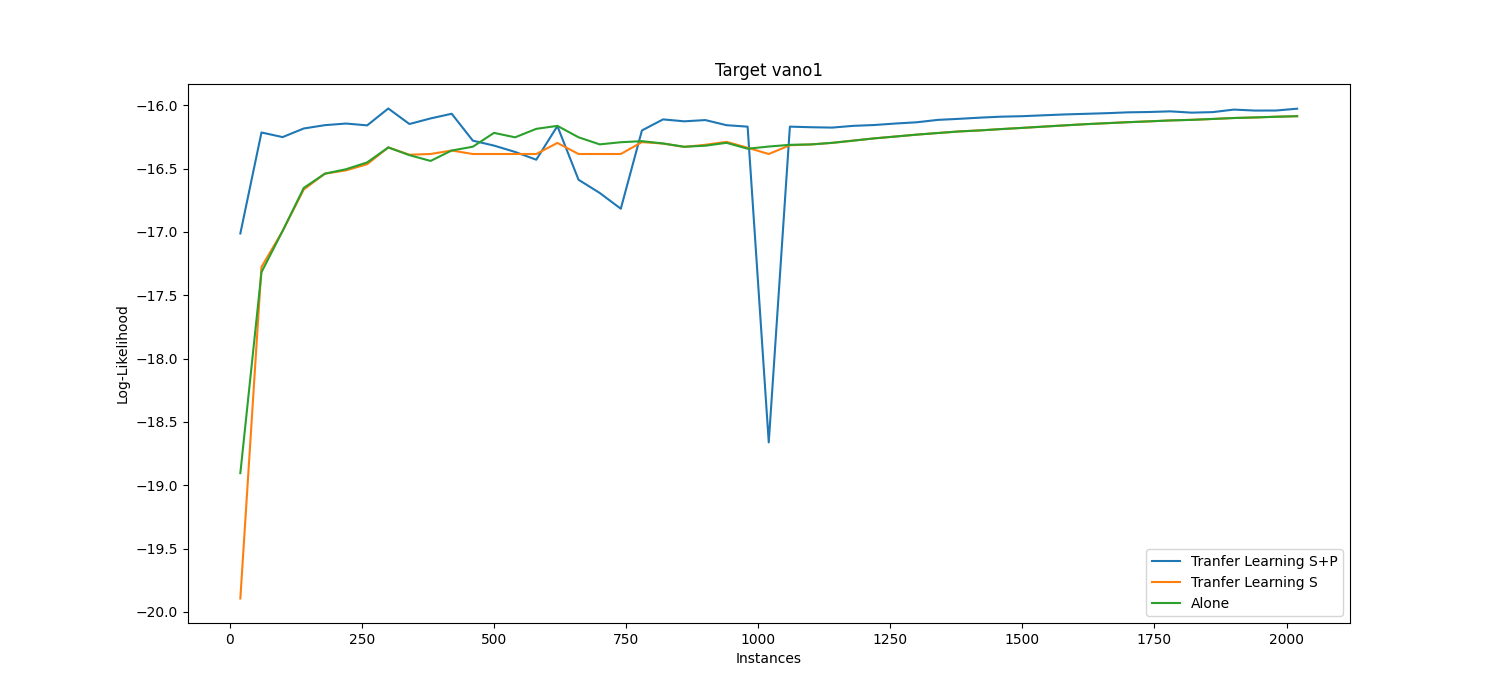 Target vano1
Log-Likelihood
−16.0
−16.5
−17.0
−17.5
−18.0
−18.5
−19.0
−19.5
−20.0
0 250 500 750 1000 1250 1500 1750 2000
Instances
Tranfer Learning S+P
Tranfer Learning S
Alone